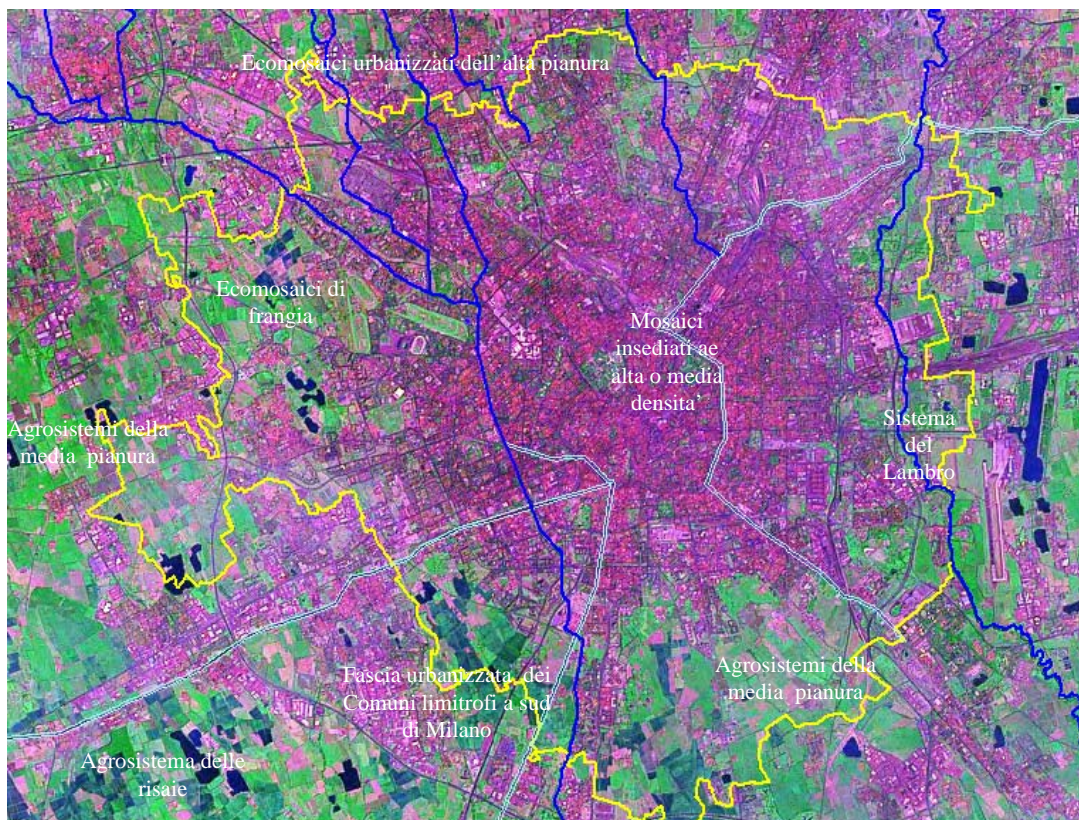 Ecomosaici urbanizzati dell'alta pianura
Ecomosaici di
frangia
Mosaici
insediati ae
alta o media
densita'
Agrosistemi della
media pianura
Sistema
del
Lambro
Fascia urbanizzata dei
Comuni limitrofi a sud
di Milano
Agrosistemi della
media pianura
Agrosistema delle
risaie